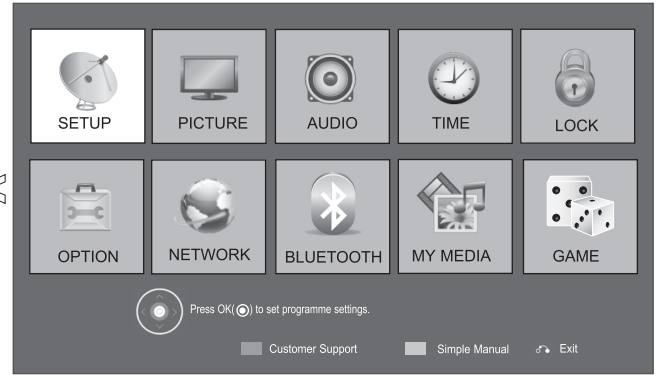 SETUP PICTURE AUDIO TIME LOCK
OPTION NETWORK BLUETOOTH MY MEDIA GAME
Press OK( ) to set programme settings.
Customer Support Simple Manual Exit